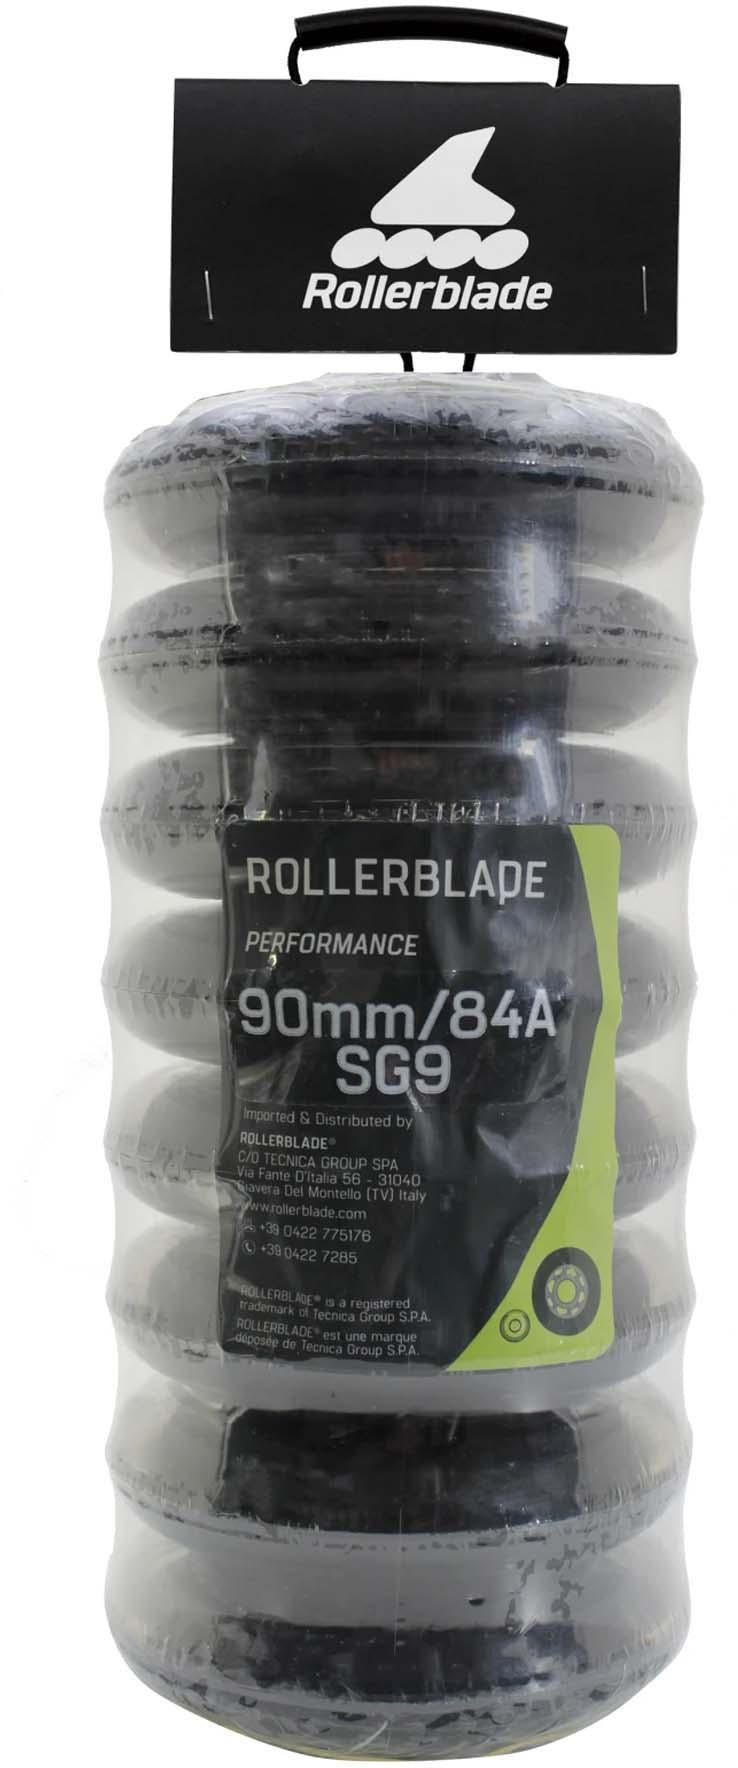 Rollerblade
ROLLERBLADE
PERFORMANCE
90mm/84A
SG9
Imported & Distributed by
ROLLERBLADE®
C/O TECNICA GROUP SPA
Via Fante D'Italia 56 - 31040
Giavera Del Montello (TV) Italy
www.rollerblade.com
+39 0422 775176
+39 0422 7285
ROLLERBLADE® is a registered
trademark of Tecnica Group S.P.A.
ROLLERBLADE® est une marque
déposée de Tecnica Group S.P.A.